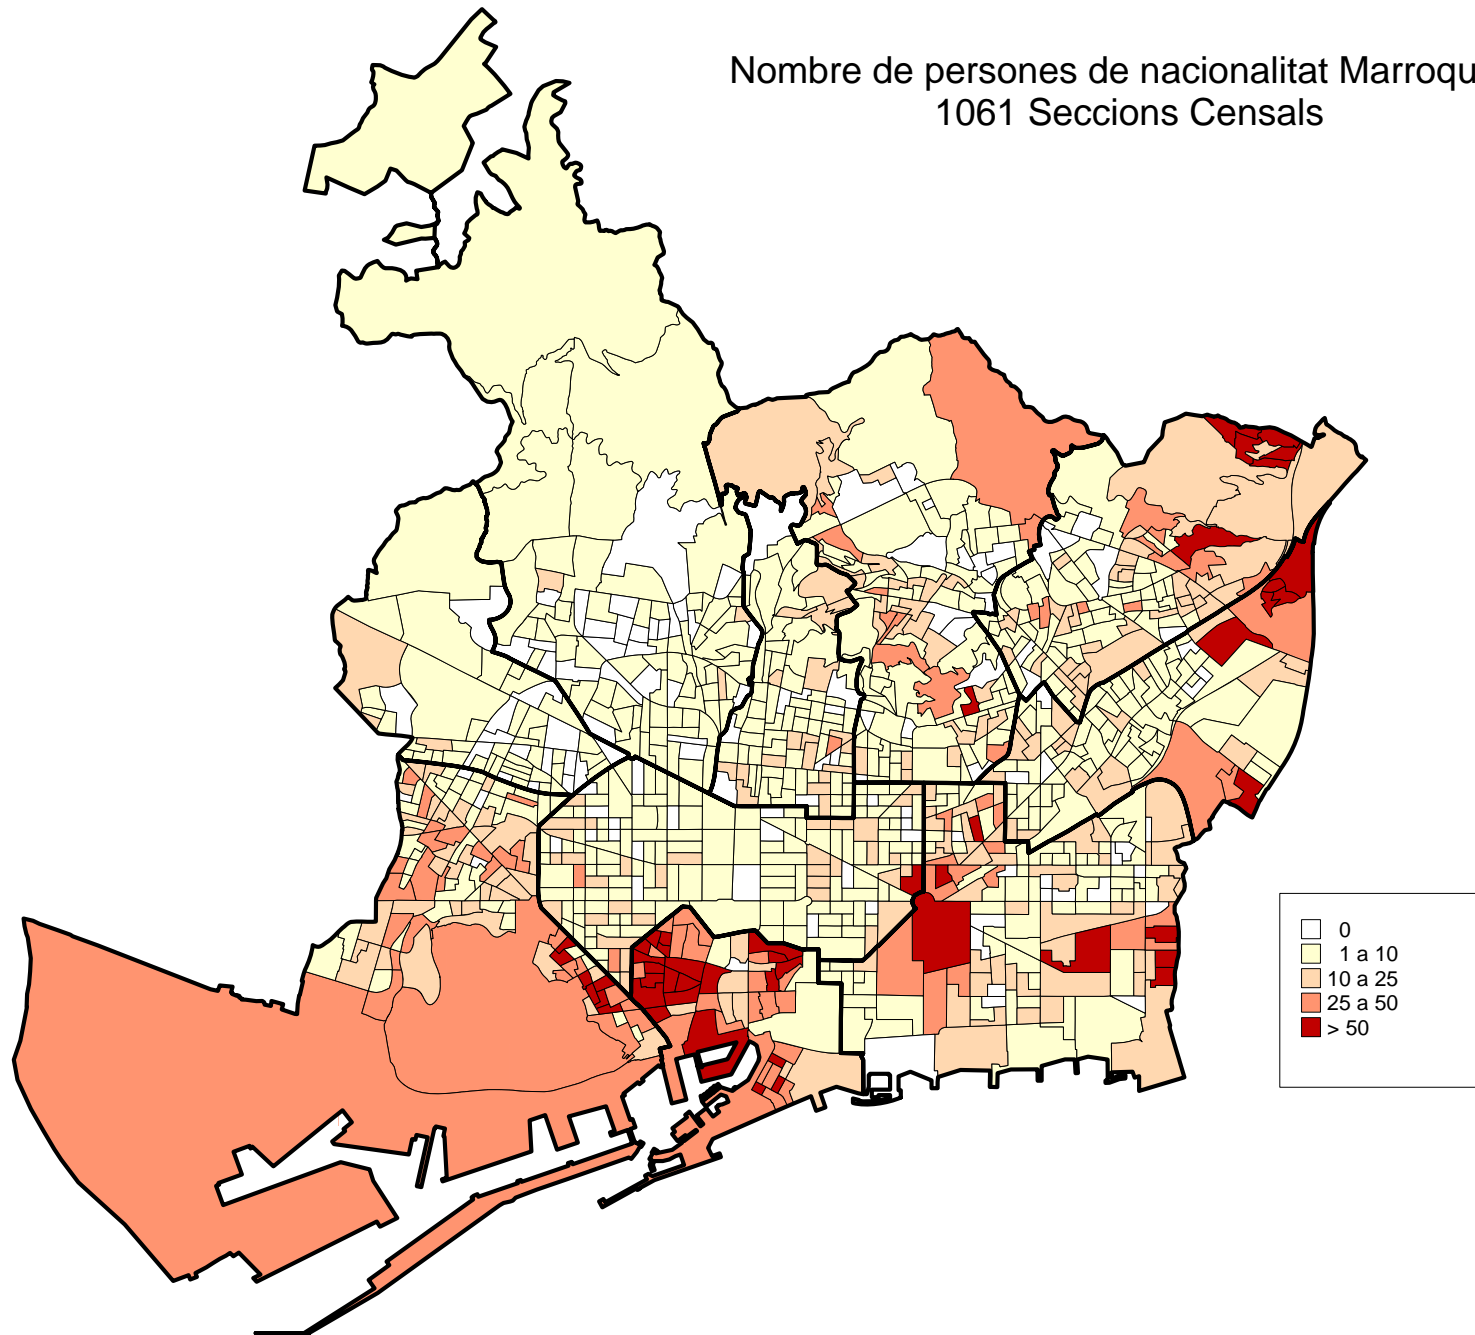 Nombre de persones de nacionalitat Marroqu
1061 Seccions Censals
0
1 a 10
10 a 25
25 a 50
> 50